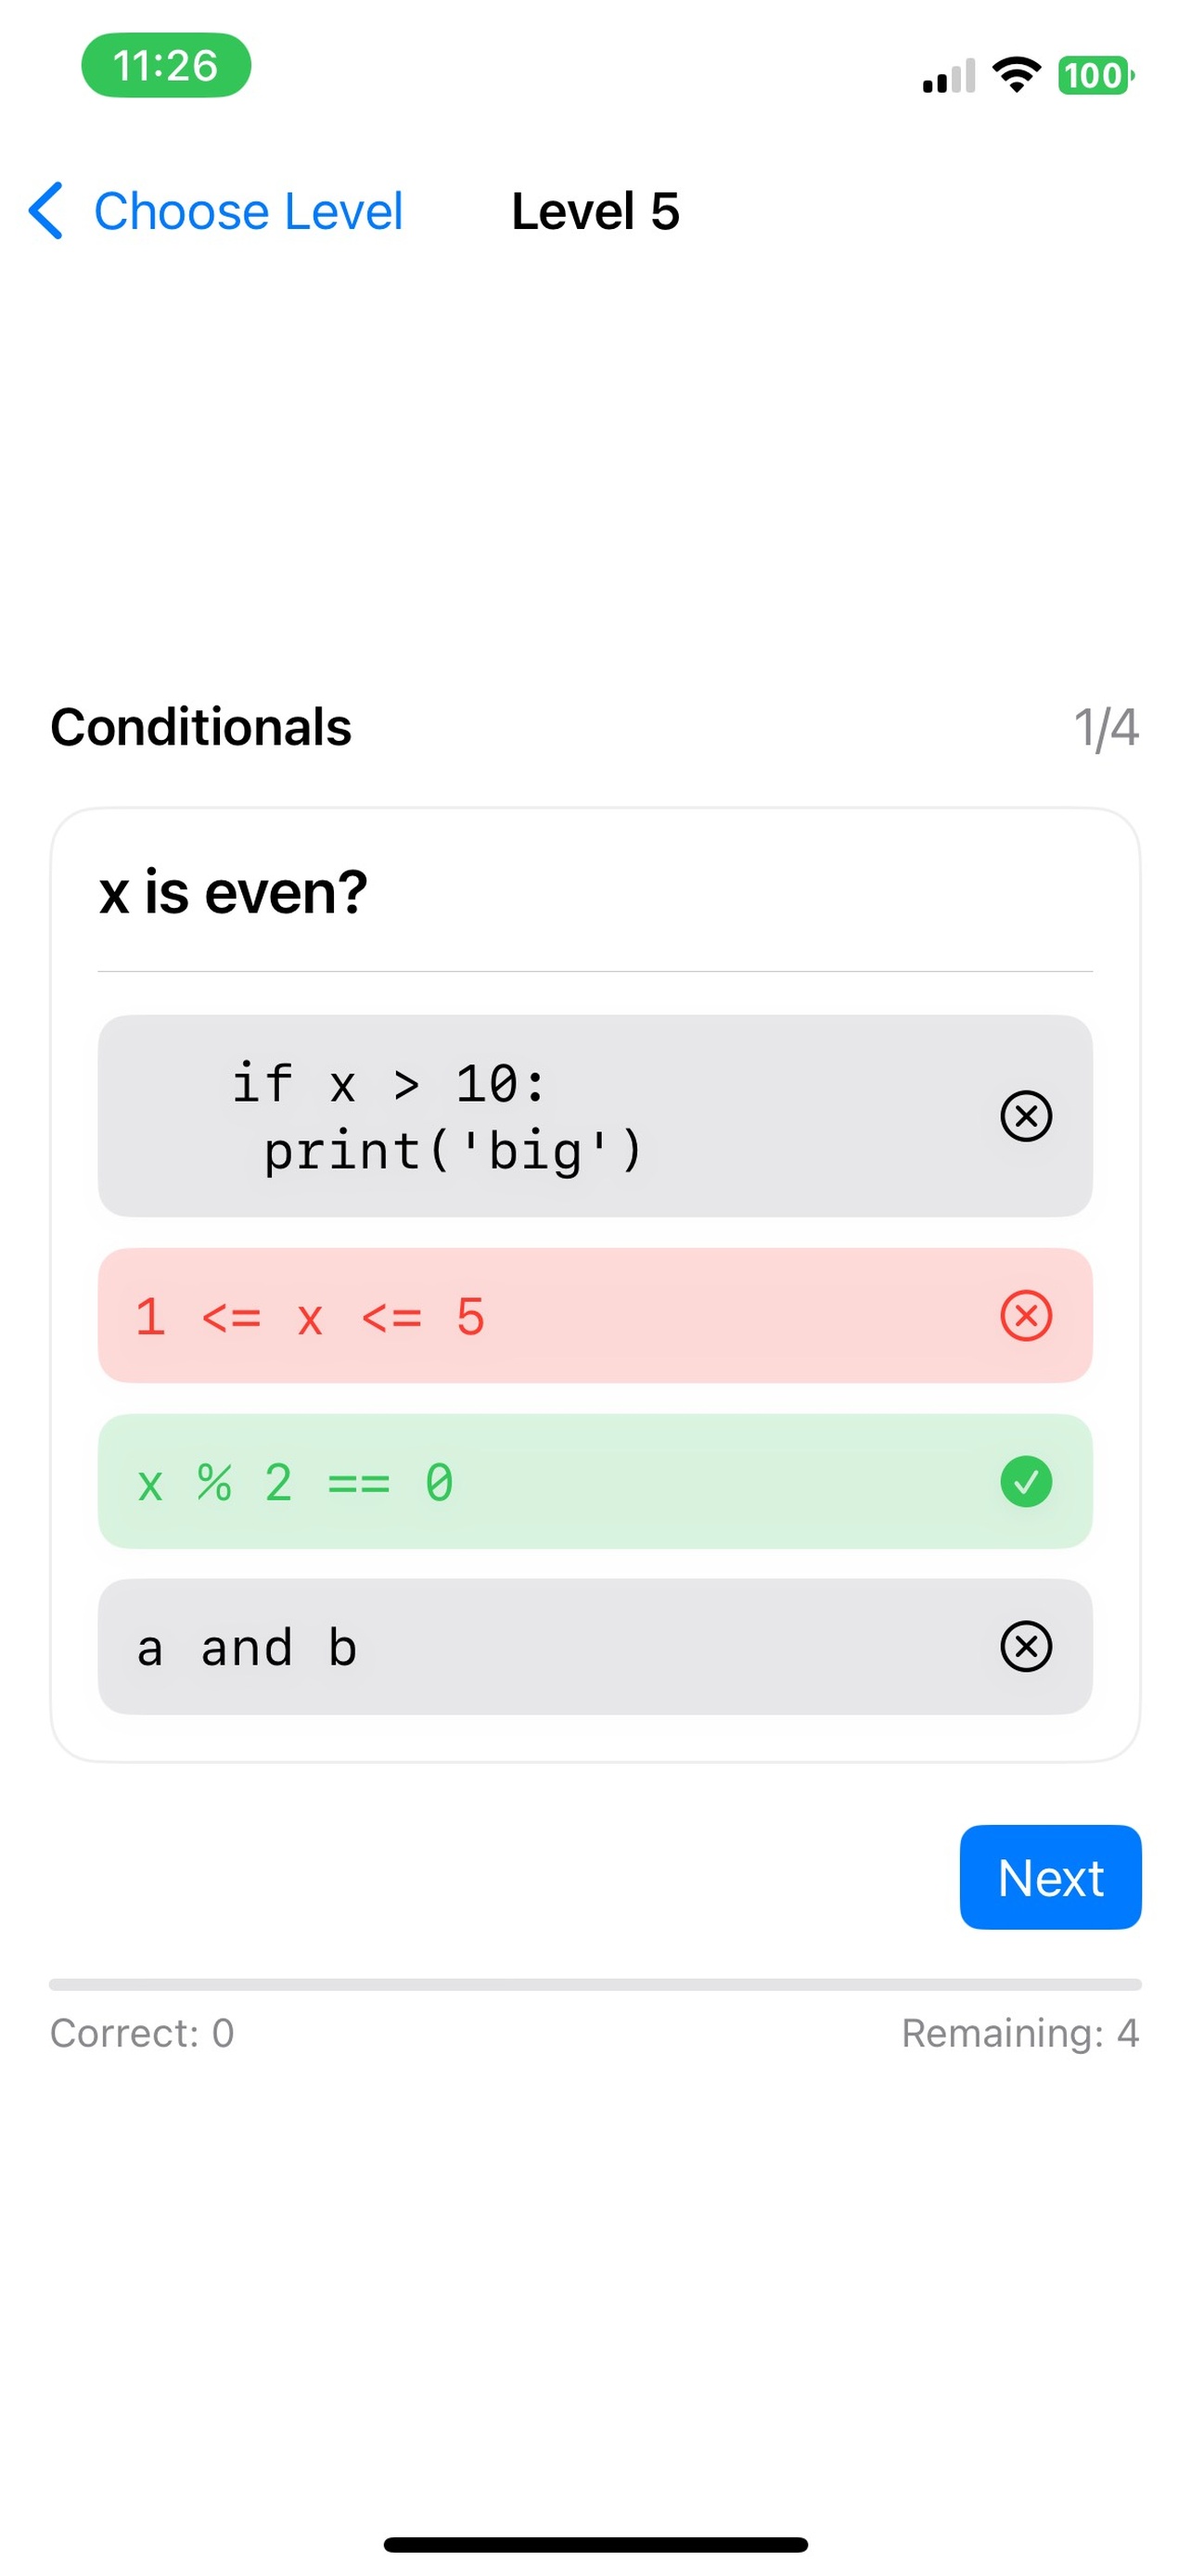 11:26
100
Choose Level
Level 5
Conditionals
1/4
x is even?
if x > 10:
print('big')
1 <= x <= 5
x % 2 == 0
a and b
Next
Correct: 0
Remaining: 4